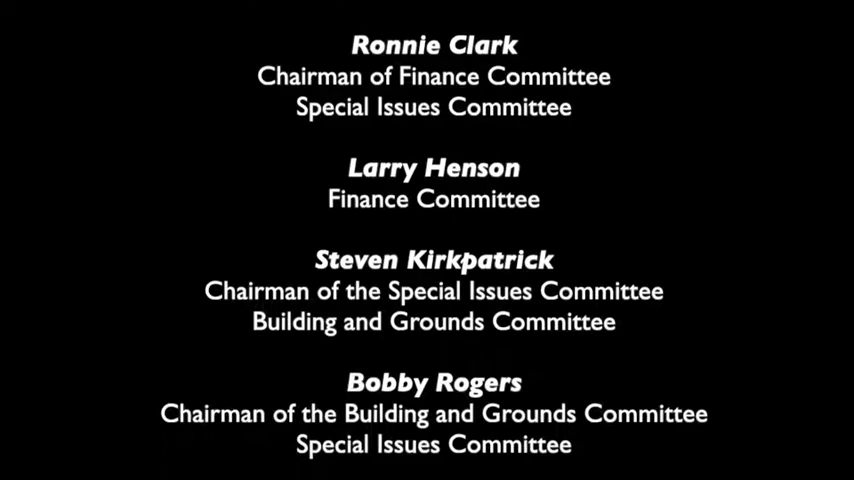 Ronnie Clark
Chairman of Finance Committee
Special Issues Committee
Larry Henson
Finance Committee
Steven Kirkpatrick
Chairman of the Special Issues Committee
Building and Grounds Committee
Bobby Rogers
Chairman of the Building and Grounds Committee
Special Issues Committee